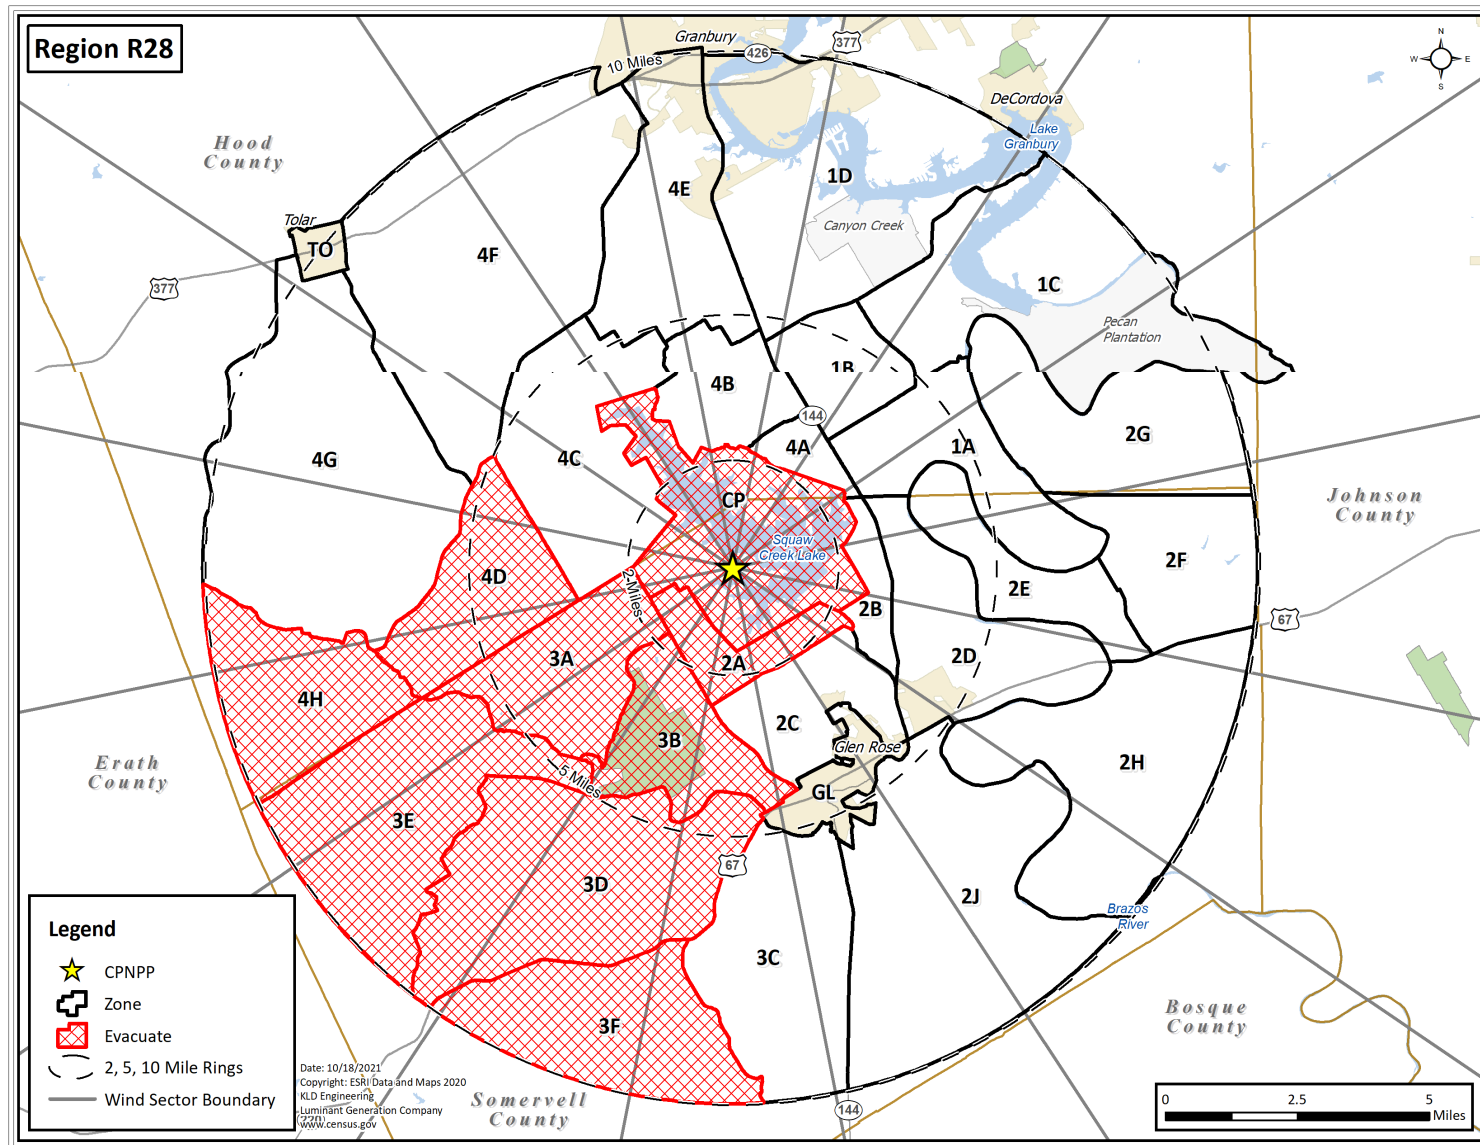 Region R28
Granbury
377
426
10 Miles
N
W
E
S
DeCordova
Lake
Granbury
Hood
County
4E
1D
Tolar
TO
4F
Canyon Creek
377
1C
Pecan
Plantation
1B
4B
144
4A
1A
2G
4G
4C
CP
Johnson
County
Squaw
Creek Lake
2F
4D
2-Miles
2E
2B
67
3A
2A
2D
4H
2C
3B
Glen Rose
Erath
County
5 Miles
2H
GL
3E
67
3D
2J
Brazos
River
3C
Bosque
County
3F
Legend
CPNPP
Zone
Evacuate
2, 5, 10 Mile Rings
Wind Sector Boundary
Date: 10/18/2021
Copyright: ESRI Data and Maps 2020
KLD Engineering
Luminant Generation Company
www.census.gov
Somervell
County
144
0
2.5
5
Miles